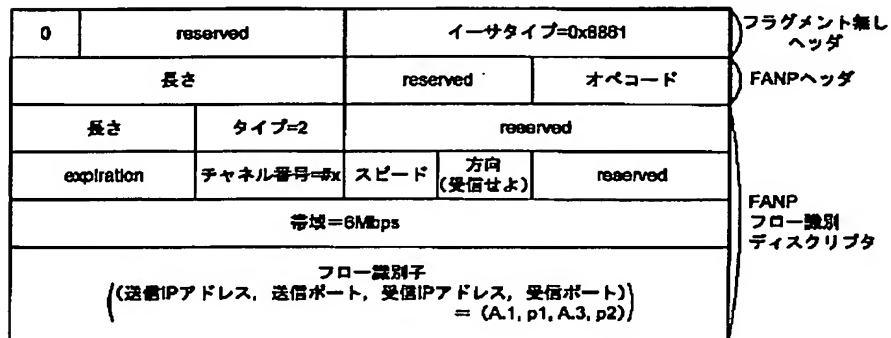 0
reserved
イーサタイプ=0x8861
フラグメント無し
ヘッダ
長さ
reserved
オペコード
FANPヘッダ
長さ
タイプ=2
reserved
expiration
チャネル番号=#x
スピード
方向
(受信せよ)
reserved
帯域=6Mbps
FANP
フロー識別
ディスクリプタ
フロー識別子
((送信IPアドレス, 送信ポート, 受信IPアドレス, 受信ポート)
= (A.1, p1, A.3, p2))